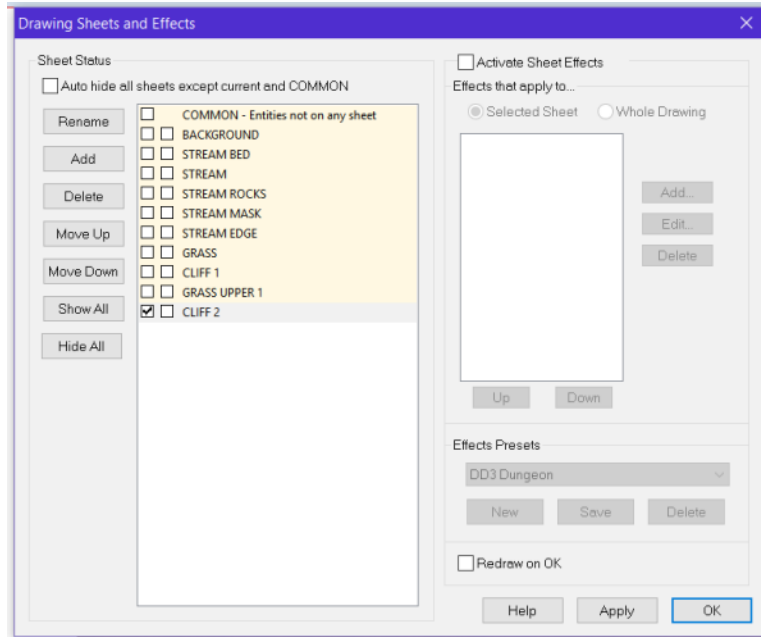 Drawing Sheets and Effects
Sheet Status
Auto hide all sheets except current and COMMON
Rename
Add
Delete
Move Up
Move Down
Show All
Hide All
COMMON - Entities not on any sheet
BACKGROUND
STREAM BED
STREAM
STREAM ROCKS
STREAM MASK
STREAM EDGE
GRASS
CLIFF 1
GRASS UPPER 1
CLIFF 2
Activate Sheet Effects
Effects that apply to...
Selected Sheet Whole Drawing
Add...
Edit...
Delete
Up Down
Effects Presets
DD3 Dungeon
New Save Delete
Redraw on OK
Help Apply OK